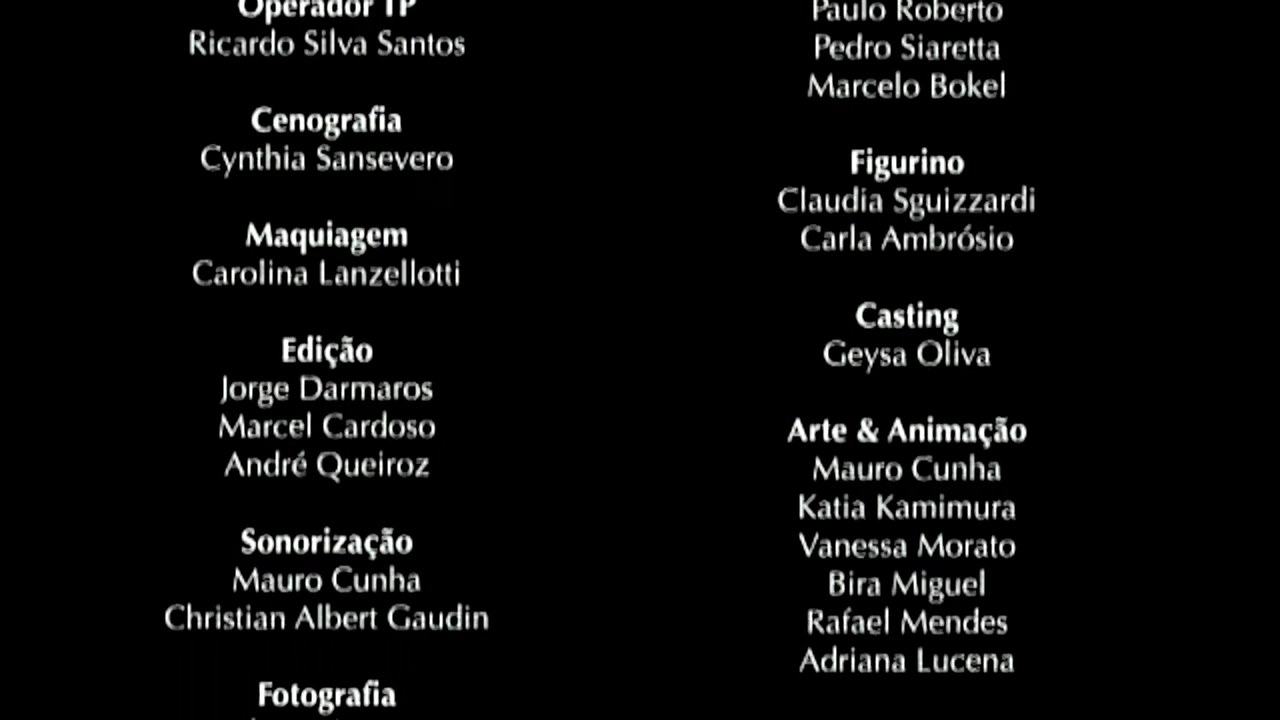 Operador TP
Ricardo Silva Santos
Cenografia
Cynthia Sansevero
Maquiagem
Carolina Lanzellotti
Edição
Jorge Darmaros
Marcel Cardoso
André Queiroz
Sonorização
Mauro Cunha
Christian Albert Gaudin
Fotografia
Paulo Roberto
Pedro Siaretta
Marcelo Bokel
Figurino
Claudia Sguizzardi
Carla Ambrósio
Casting
Geysa Oliva
Arte & Animação
Mauro Cunha
Katia Kamimura
Vanessa Morato
Bira Miguel
Rafael Mendes
Adriana Lucena